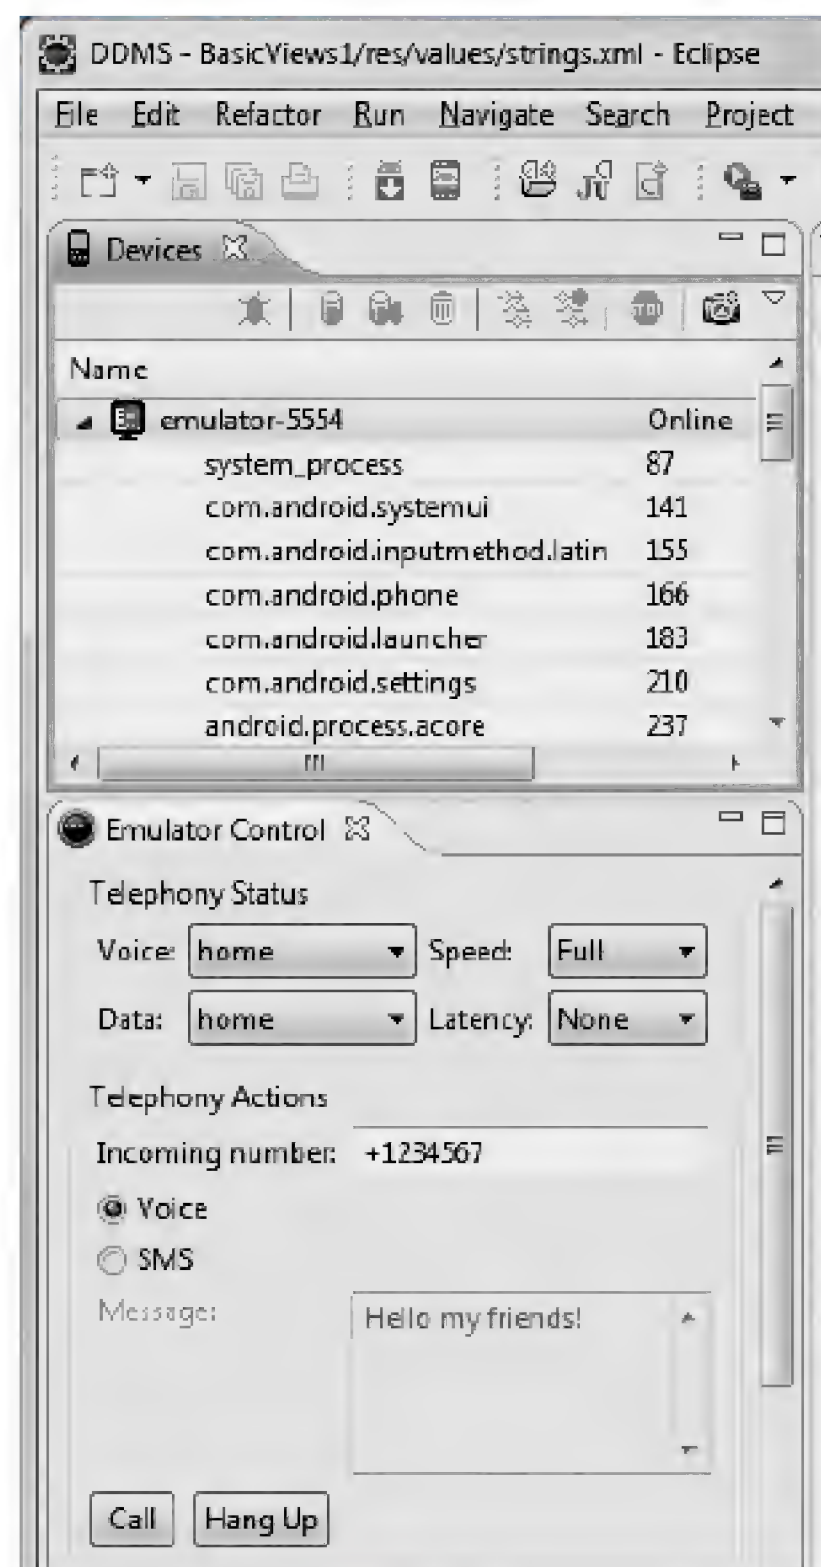 DDMS - BasicViews1/res/values/strings.xml - Eclipse
File Edit Refactor Run Navigate Search Project
Devices
Name
emulator-5554 Online
system_process 87
com.android.systemui 141
com.android.inputmethod.latin 155
com.android.phone 166
com.android.launcher 183
com.android.settings 210
android.process.acore 237
Emulator Control
Telephony Status
Voice: home Speed: Full
Data: home Latency: None
Telephony Actions
Incoming number: +1234567
Voice
SMS
Message: Hello my friends!
Call Hang Up